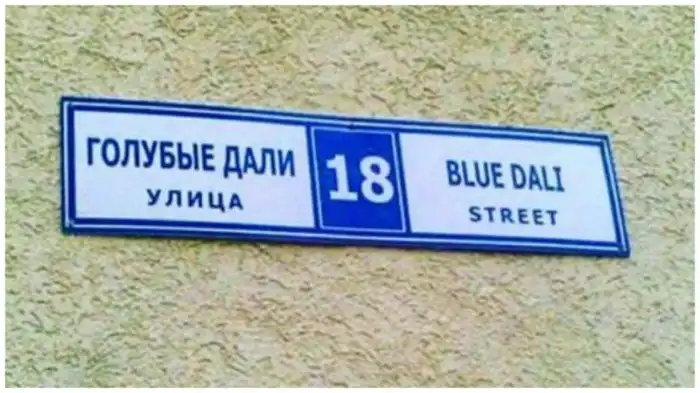 ГОЛУБЫЕ ДАЛИ
УЛИЦА
18
BLUE DALI
STREET